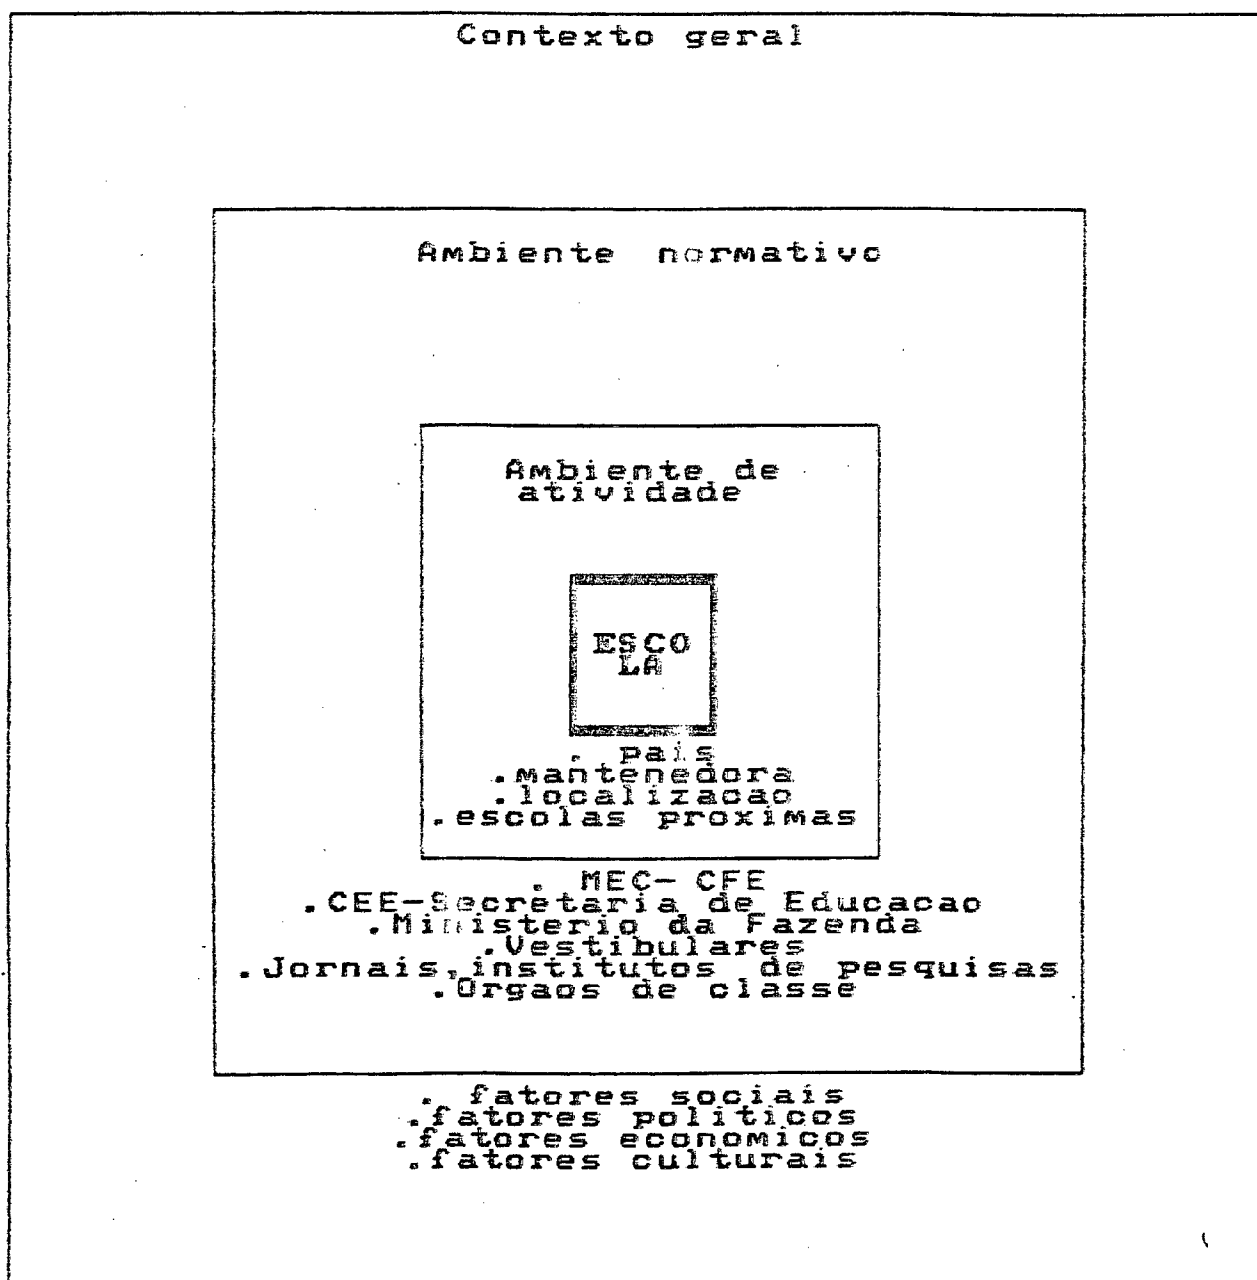 Contexto geral
Ambiente normativo
Ambiente de
atividade
ESCO
LA
. pais
.mantenedora
.localizacao
.escolas proximas
. MEC- CFE
.CEE-Secretaria de Educacao
.Ministerio da Fazenda
.Vestibulares
.Jornais,institutos de pesquisas
.Orgaos de classe
. fatores sociais
.fatores politicos
.fatores economicos
.fatores culturais